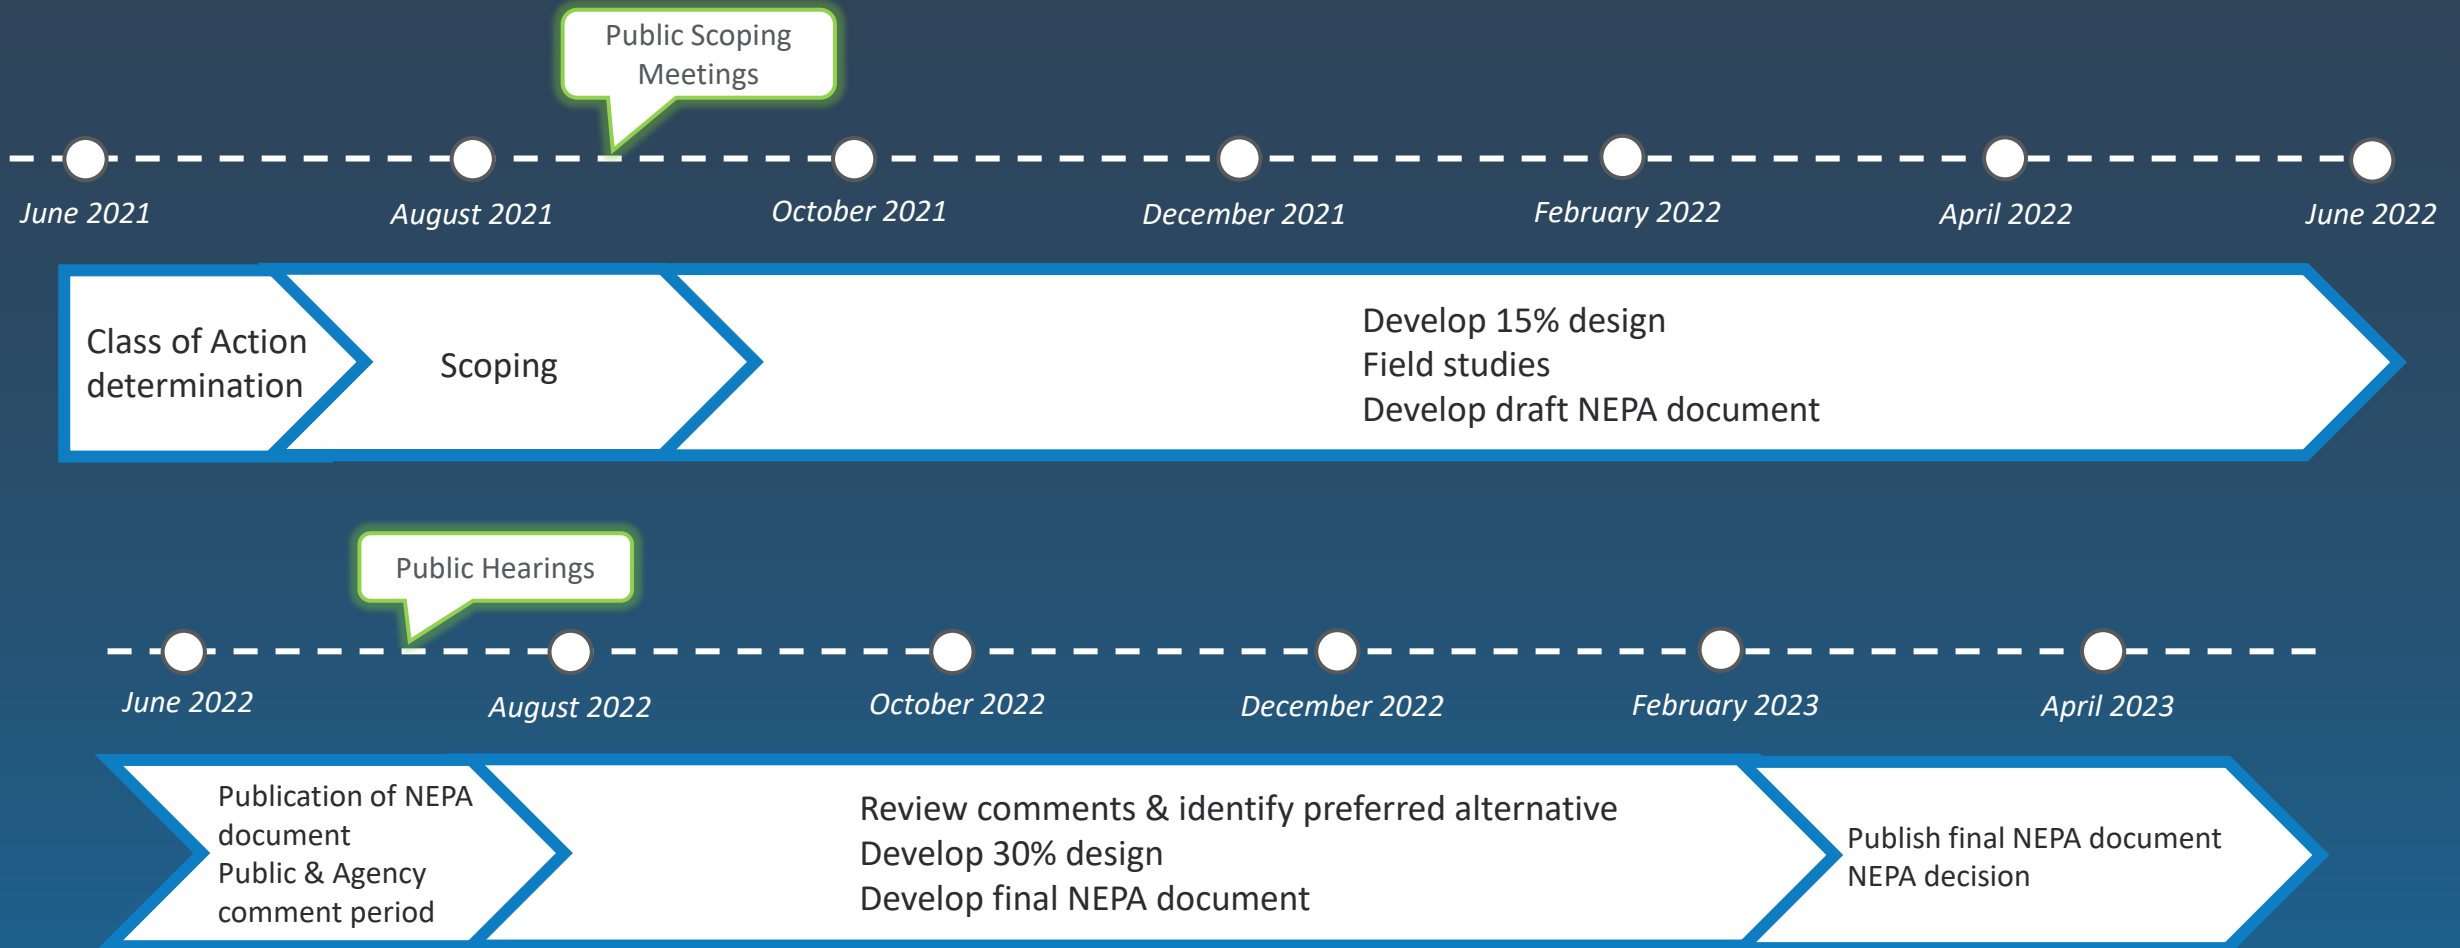 Public Scoping
Meetings
June 2021
August 2021
October 2021
December 2021
February 2022
April 2022
June 2022
Class of Action
determination
Scoping
Develop 15% design
Field studies
Develop draft NEPA document
Public Hearings
June 2022
August 2022
October 2022
December 2022
February 2023
April 2023
Publication of NEPA
document
Public & Agency
comment period
Review comments & identify preferred alternative
Develop 30% design
Develop final NEPA document
Publish final NEPA document
NEPA decision